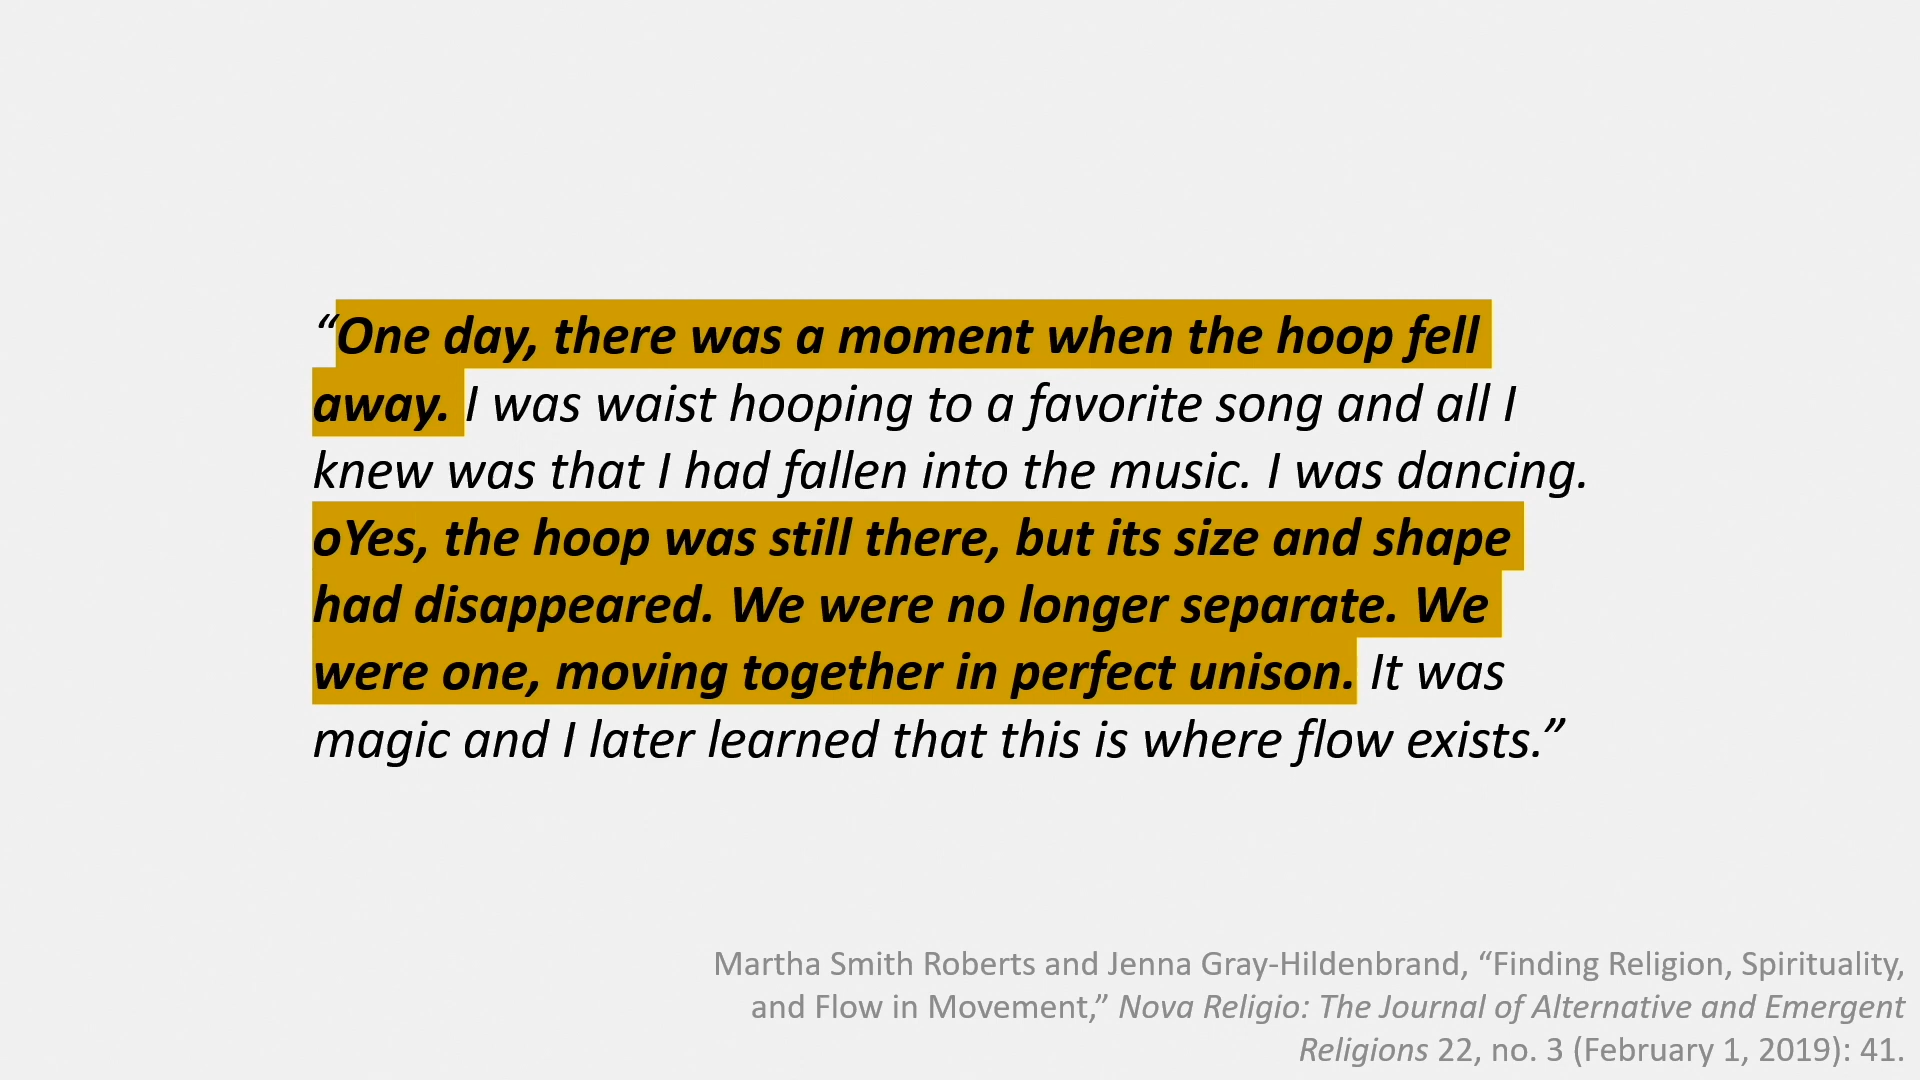 “One day, there was a moment when the hoop fell
away. I was waist hooping to a favorite song and all I
knew was that I had fallen into the music. I was dancing.
oYes, the hoop was still there, but its size and shape
had disappeared. We were no longer separate. We
were one, moving together in perfect unison. It was
magic and I later learned that this is where flow exists.”
Martha Smith Roberts and Jenna Gray-Hildenbrand, “Finding Religion, Spirituality,
and Flow in Movement,” Nova Religio: The Journal of Alternative and Emergent
Religions 22, no. 3 (February 1, 2019): 41.